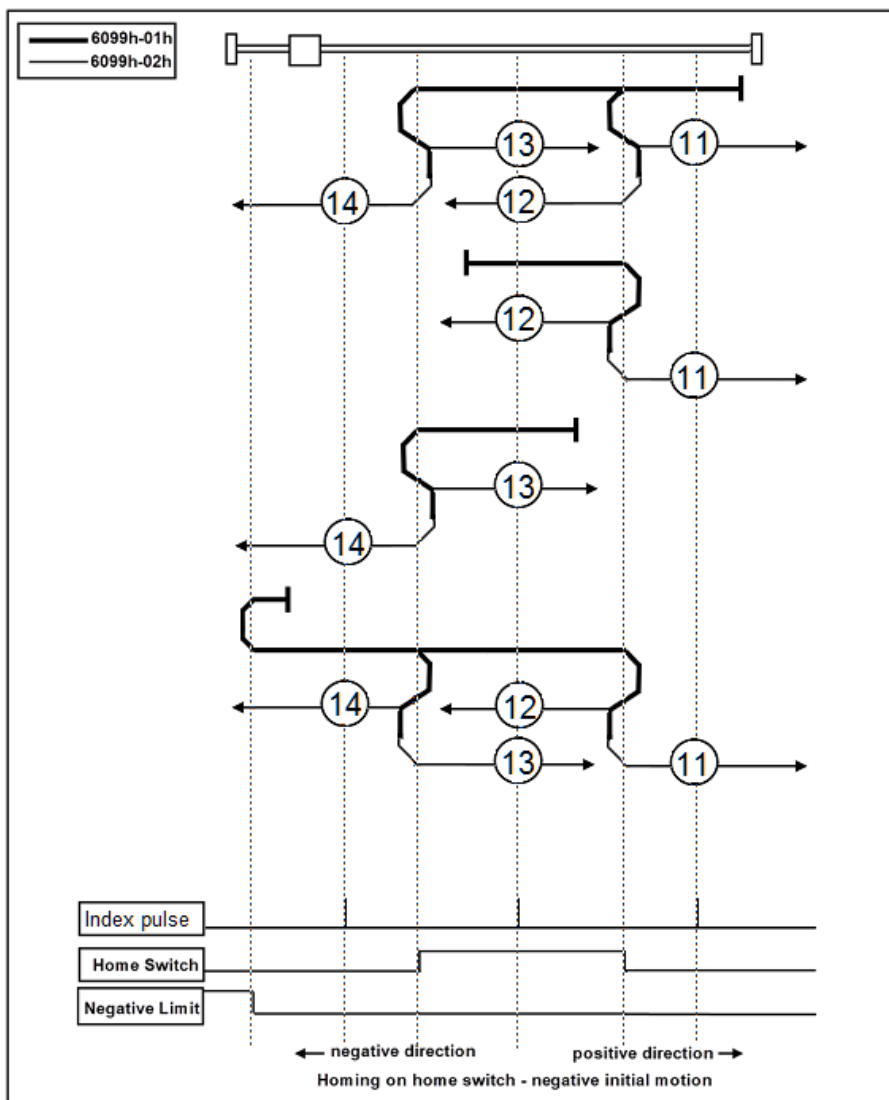 6099h-01h
6099h-02h
13
11
14
12
12
11
13
14
14
12
13
11
Index pulse
Home Switch
Negative Limit
negative direction
positive direction
Homing on home switch - negative initial motion